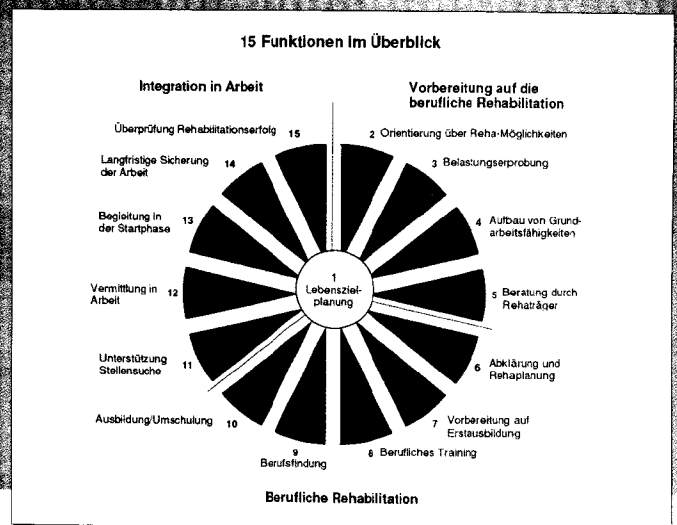 15 Funktionen im Überblick
Integration in Arbeit
Vorbereitung auf die
berufliche Rehabilitation
1
Lebensziel-
planung
2 Orientierung über Reha-Möglichkeiten
3 Belastungserprobung
4 Aufbau von Grund-
arbeitsfähigkeiten
5 Beratung durch
Rehaträger
6 Abklärung und
Rehaplanung
7 Vorbereitung auf
Erstausbildung
8 Berufliches Training
9
Berufsfindung
Ausbildung/Umschulung 10
Unterstützung 11
Stellensuche
Vermittlung in 12
Arbeit
Begleitung in 13
der Startphase
Langfristige Sicherung 14
der Arbeit
Überprüfung Rehabilitationserfolg 15
Berufliche Rehabilitation